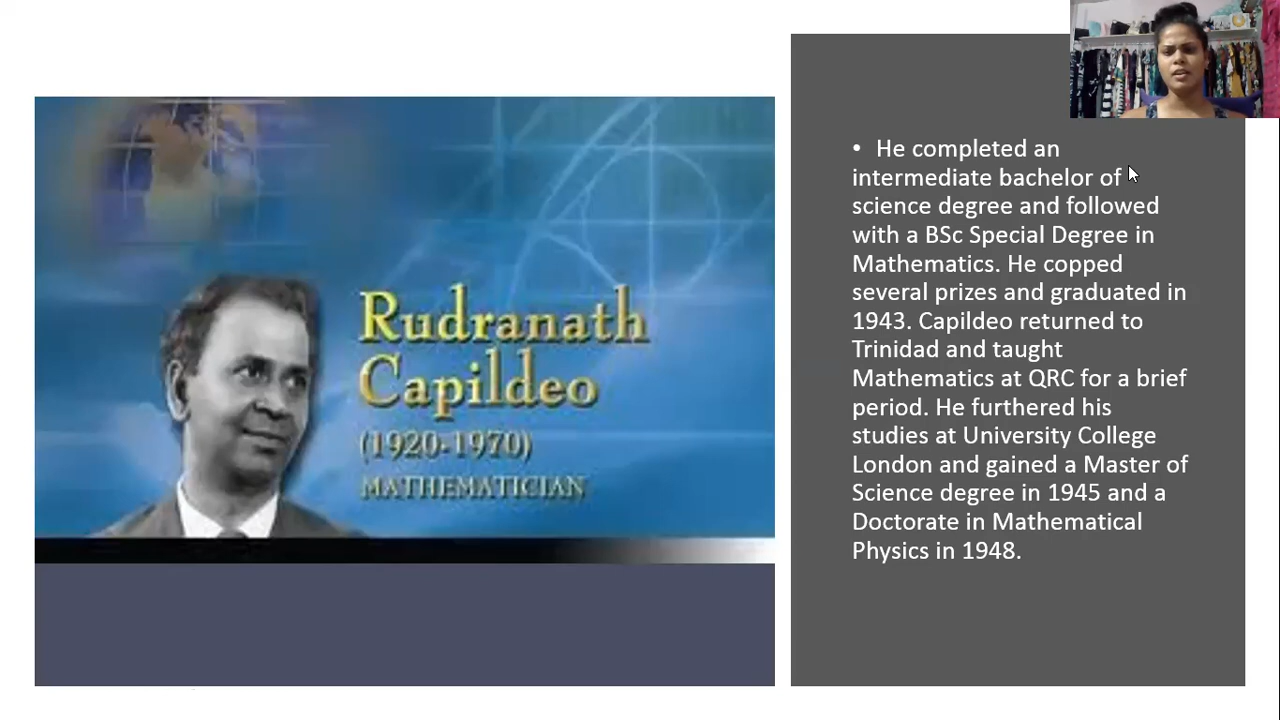 Rudranath
Capildeo
(1920-1970)
MATHEMATICIAN
• He completed an
intermediate bachelor of
science degree and followed
with a BSc Special Degree in
Mathematics. He copped
several prizes and graduated in
1943. Capildeo returned to
Trinidad and taught
Mathematics at QRC for a brief
period. He furthered his
studies at University College
London and gained a Master of
Science degree in 1945 and a
Doctorate in Mathematical
Physics in 1948.